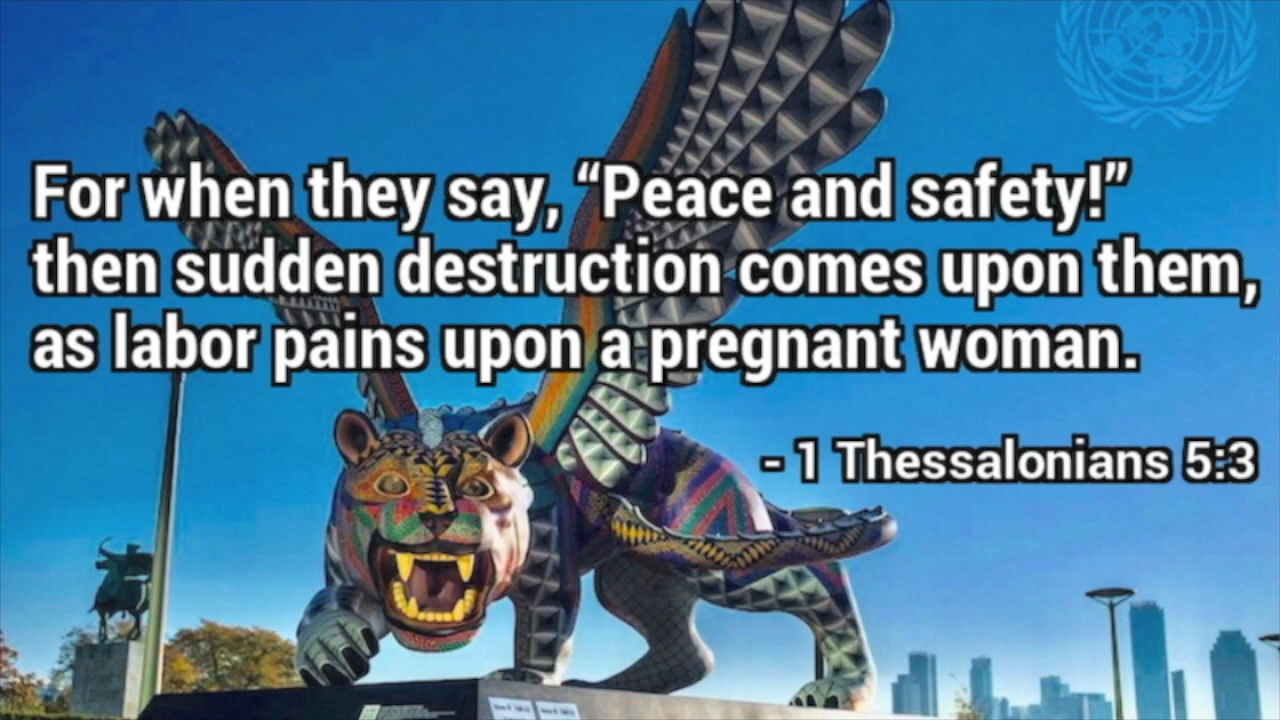 For when they say, “Peace and safety!”
then sudden destruction comes upon them,
as labor pains upon a pregnant woman.
- 1 Thessalonians 5:3